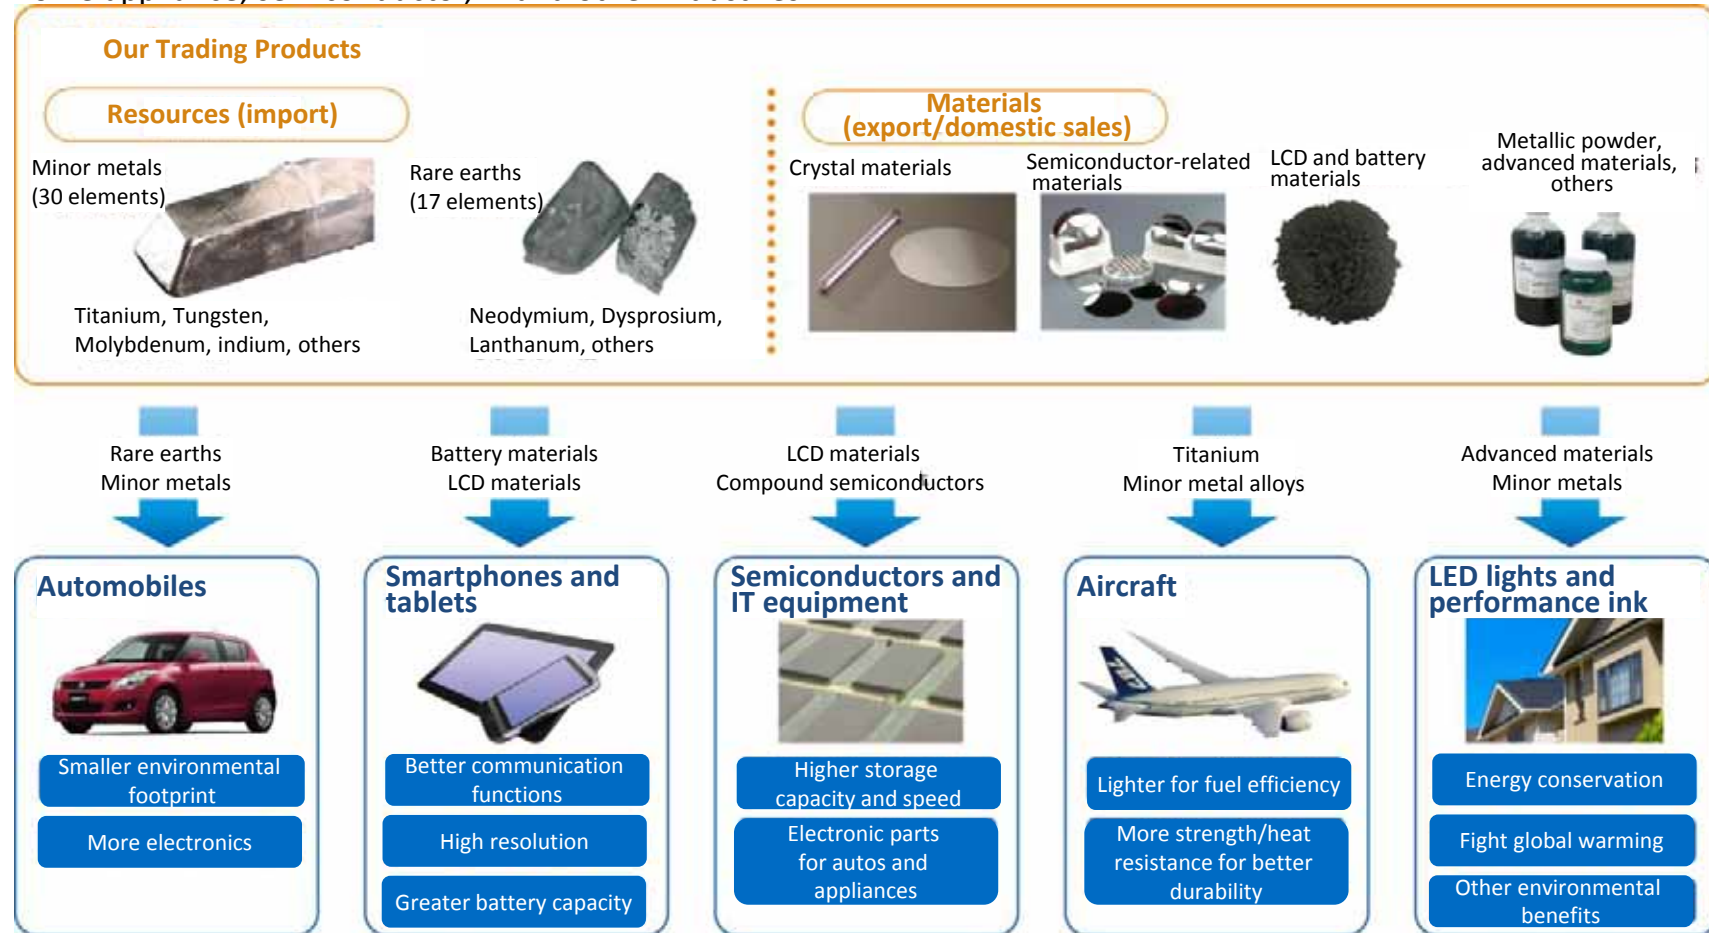 Our Trading Products
Resources (import)
Materials
(export/domestic sales)
Minor metals
(30 elements)
Rare earths
(17 elements)
Crystal materials
Semiconductor-related
materials
LCD and battery
materials
Metallic powder,
advanced materials,
others
Titanium, Tungsten,
Molybdenum, indium, others
Neodymium, Dysprosium,
Lanthanum, others
Rare earths
Minor metals
Battery materials
LCD materials
LCD materials
Compound semiconductors
Titanium
Minor metal alloys
Advanced materials
Minor metals
Automobiles
Smaller environmental
footprint
More electronics
Smartphones and
tablets
Better communication
functions
High resolution
Greater battery capacity
Semiconductors and
IT equipment
Higher storage
capacity and speed
Electronic parts
for autos and
appliances
Aircraft
787
Lighter for fuel efficiency
More strength/heat
resistance for better
durability
LED lights and
performance ink
Energy conservation
Fight global warming
Other environmental
benefits